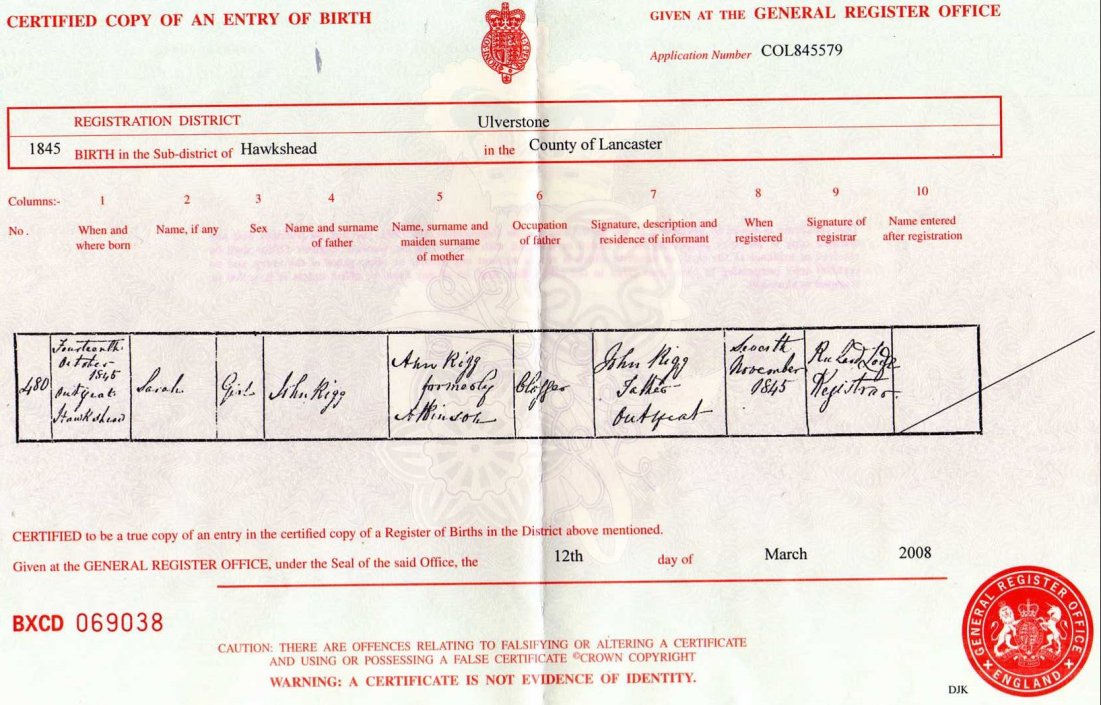 CERTIFIED COPY OF AN ENTRY OF BIRTH
GIVEN AT THE GENERAL REGISTER OFFICE
Application Number COL845579
REGISTRATION DISTRICT Ulverstone
1845 BIRTH in the Sub-district of Hawkshead in the County of Lancaster
Columns:- 1 2 3 4 5 6 7 8 9 10
No. When and where born Name, if any Sex Name and surname of father Name, surname and maiden surname of mother Occupation of father Signature, description and residence of informant When registered Signature of registrar Name entered after registration
480
Fourteenth
October
1845
Outgeat
Hawkshead
Sarah
Girl
John Rigg
Ann Rigg
formerly
Atkinson
Clogger
John Rigg
Father
Outgeat
Seventh
November
1845
Registrar
CERTIFIED to be a true copy of an entry in the certified copy of a Register of Births in the District above mentioned.
Given at the GENERAL REGISTER OFFICE, under the Seal of the said Office, the 12th day of March 2008
BXCD 069038
CAUTION: THERE ARE OFFENCES RELATING TO FALSIFYING OR ALTERING A CERTIFICATE
AND USING OR POSSESSING A FALSE CERTIFICATE ©CROWN COPYRIGHT
WARNING: A CERTIFICATE IS NOT EVIDENCE OF IDENTITY.
GENERAL REGISTER OFFICE
ENGLAND
DJK